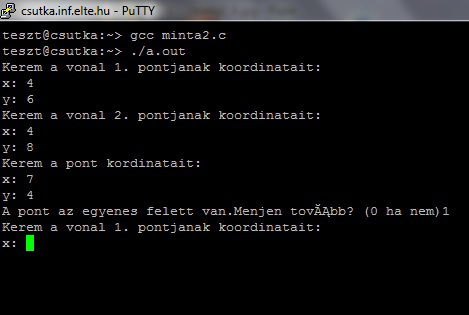 csutka.inf.elte.hu - PuTTY
teszt@csutka:~> gcc minta2.c
teszt@csutka:~> ./a.out
Kerem a vonal 1. pontjanak koordinatait:
x: 4
y: 6
Kerem a vonal 2. pontjanak koordinatait:
x: 4
y: 8
Kerem a pont kordinatait:
x: 7
y: 4
A pont az egyenes felett van.Menjen továĄbb? (0 ha nem)1
Kerem a vonal 1. pontjanak koordinatait:
x: